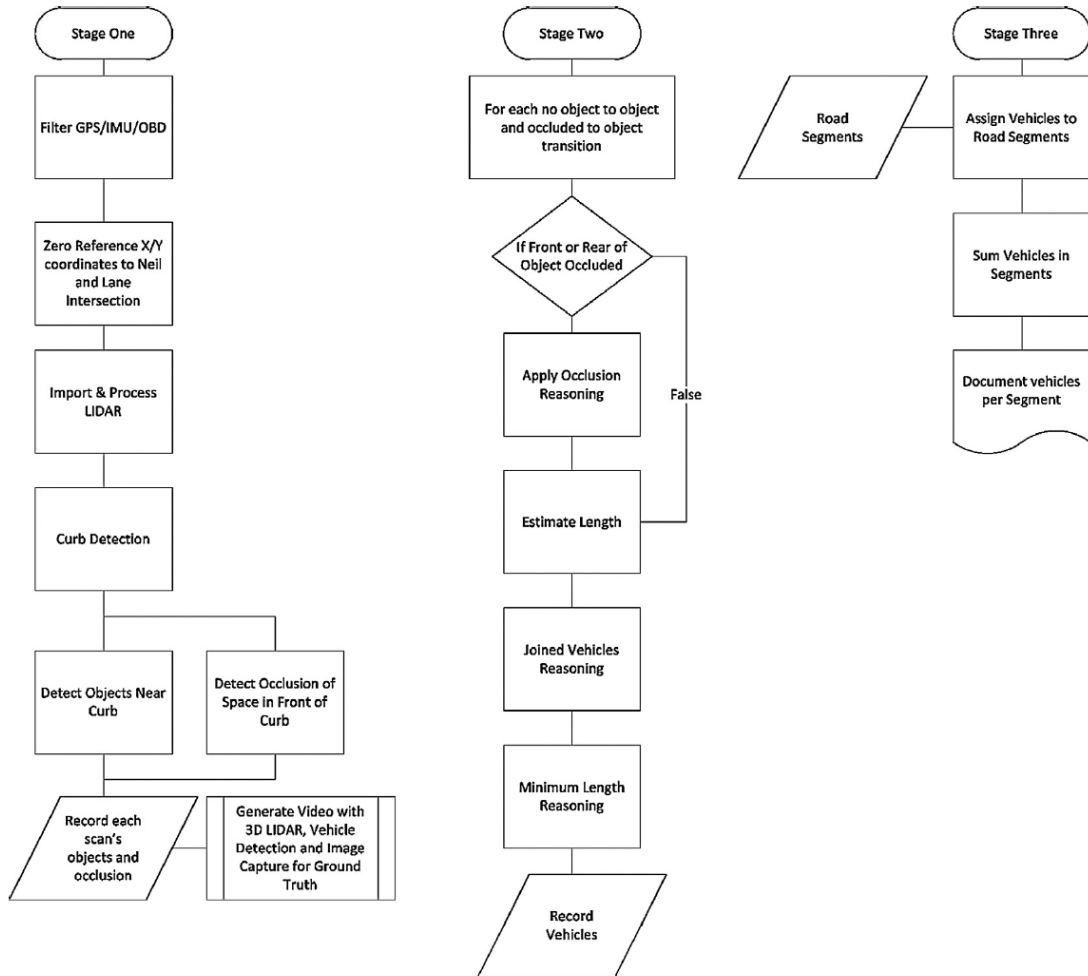 Stage One
Filter GPS/IMU/OBD
Zero Reference X/Y
coordinates to Neil
and Lane
Intersection
Import & Process
LIDAR
Curb Detection
Detect Objects Near
Curb
Detect Occlusion of
Space in Front of
Curb
Record each
scan's
objects and
occlusion
Generate Video with
3D LIDAR, Vehicle
Detection and Image
Capture for Ground
Truth
Stage Two
For each no object to object
and occluded to object
transition
If Front or Rear of
Object Occluded
Apply Occlusion
Reasoning
False
Estimate Length
Joined Vehicles
Reasoning
Minimum Length
Reasoning
Record
Vehicles
Stage Three
Road
Segments
Assign Vehicles to
Road Segments
Sum Vehicles in
Segments
Document vehicles
per Segment